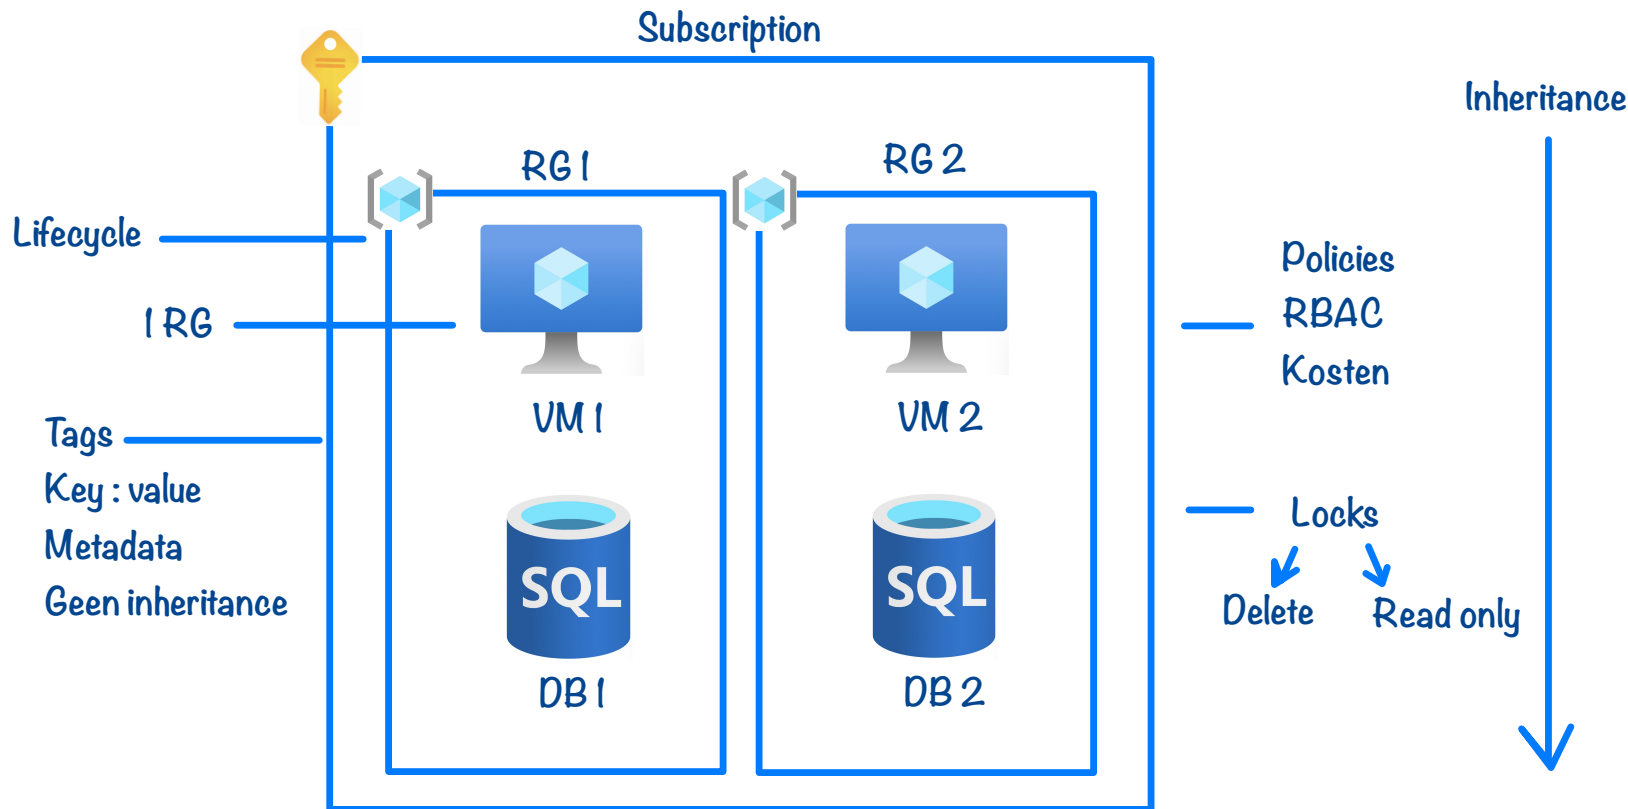 Subscription
Inheritance
RG 1
RG 2
Lifecycle
1 RG
Policies
RBAC
Kosten
VM 1
VM 2
Tags
Key : value
Metadata
Geen inheritance
Locks
Delete
Read only
SQL
SQL
DB 1
DB 2